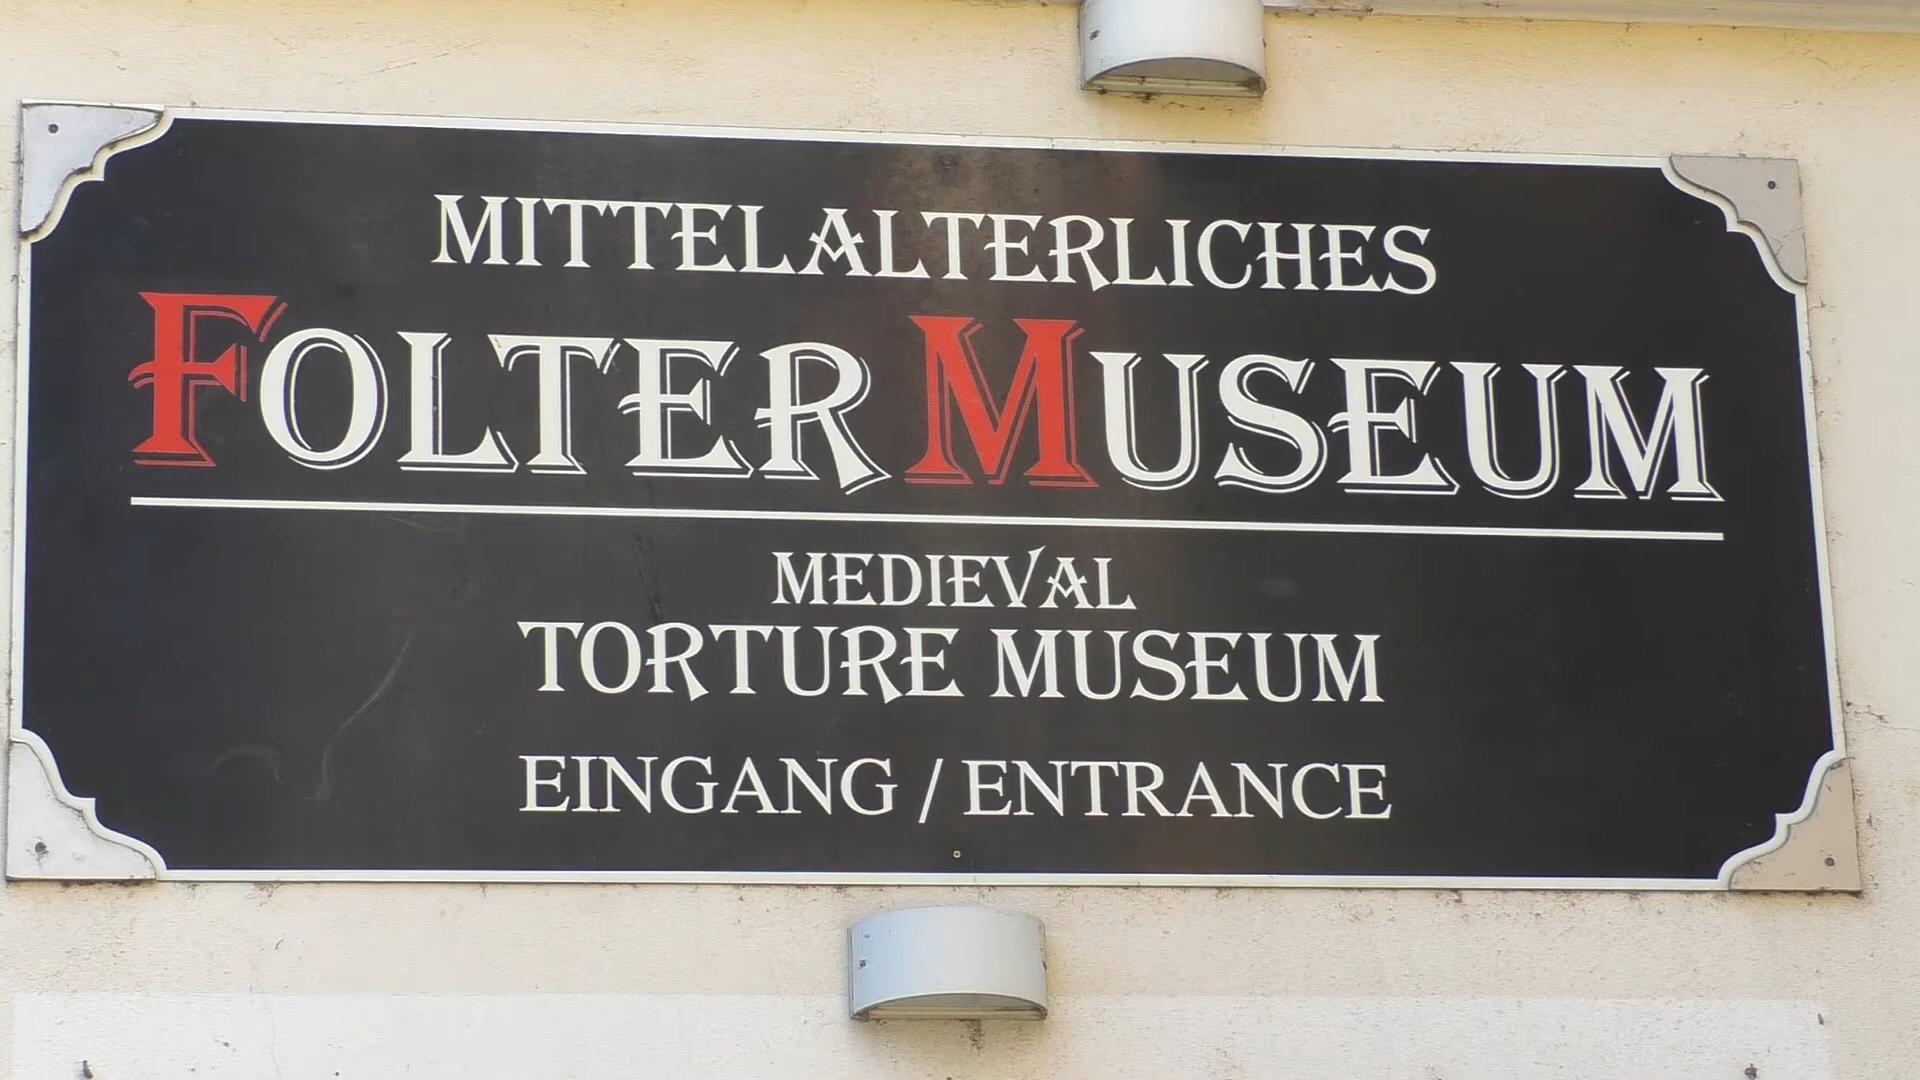 MITTELALTERLICHES
FOLTER MUSEUM
MEDIEVAL
TORTURE MUSEUM
EINGANG / ENTRANCE